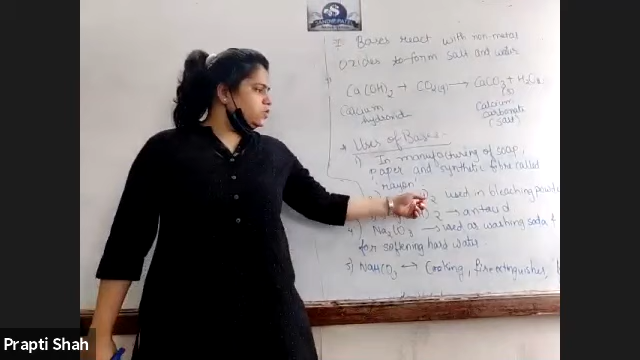 7 Bases react with non-metal
Oxides to form salt and water
Ca(OH)2 + CO2(g) → CaCO3 + H2O
(s)
Calcium
hydroxide
Calcium
carbonate
(salt)
Uses of Bases
1) In manufacturing of soap,
paper and synthetic fibre called
'rayon'
used in bleaching powder
→ antacid
4) Na2CO3 → used as washing soda &
for softening hard water.
5) NaHCO3 → Cooking, fire extinguisher,
Prapti Shah